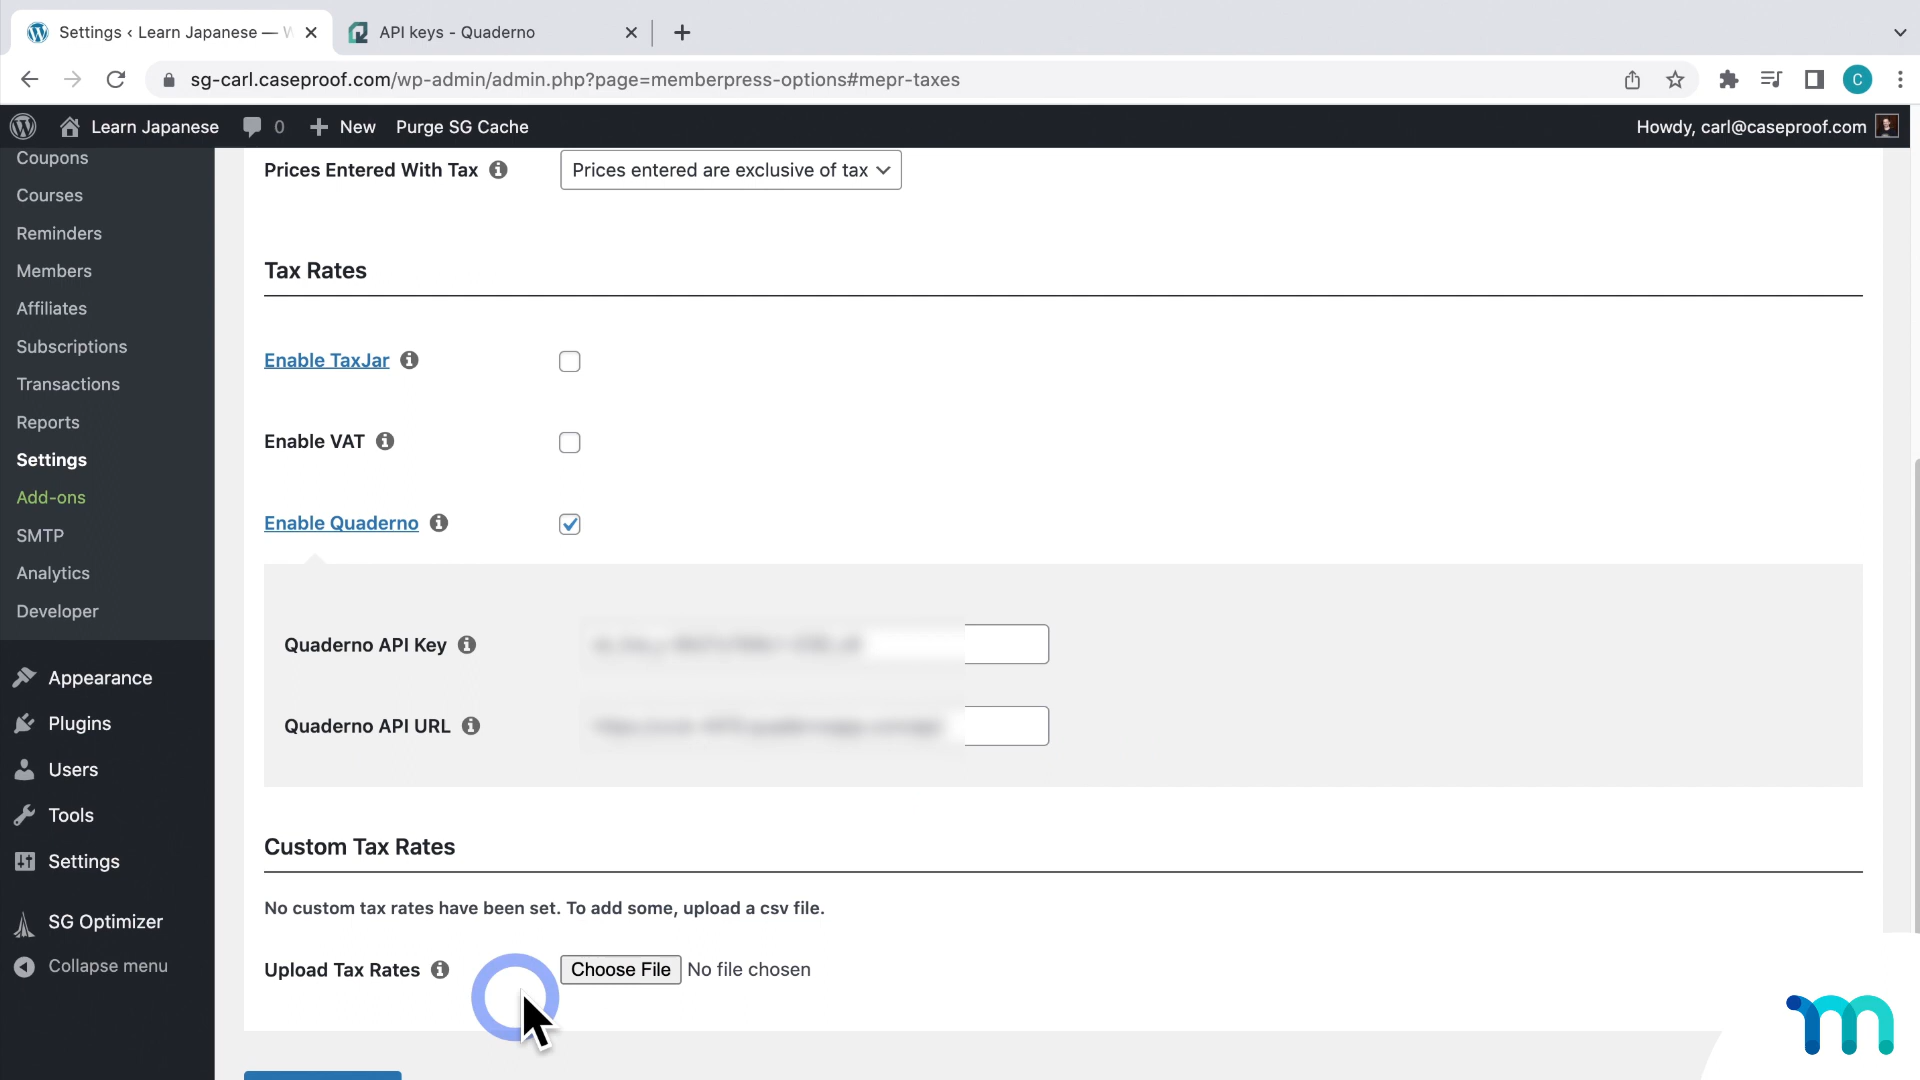 Settings ‹ Learn Japanese —
API keys - Quaderno
sg-carl.caseproof.com/wp-admin/admin.php?page=memberpress-options#mepr-taxes
C
Learn Japanese
0
New
Purge SG Cache
Howdy, carl@caseproof.com
Coupons
Courses
Reminders
Members
Affiliates
Subscriptions
Transactions
Reports
Settings
Add-ons
SMTP
Analytics
Developer
Appearance
Plugins
Users
Tools
Settings
SG Optimizer
Collapse menu
Prices Entered With Tax
Prices entered are exclusive of tax
Tax Rates
Enable TaxJar
Enable VAT
Enable Quaderno
Quaderno API Key
Quaderno API URL
Custom Tax Rates
No custom tax rates have been set. To add some, upload a csv file.
Upload Tax Rates
Choose File No file chosen
m